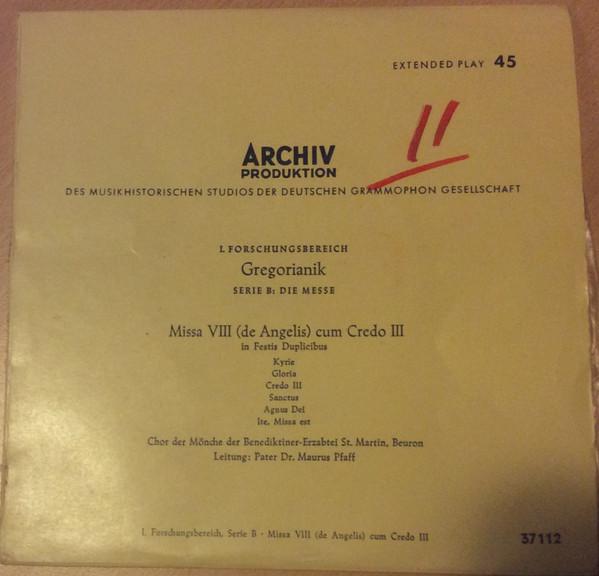 EXTENDED PLAY 45
11
ARCHIV
PRODUKTION
DES MUSIKHISTORISCHEN STUDIOS DER DEUTSCHEN GRAMMOPHON GESELLSCHAFT
I. FORSCHUNGSBEREICH
Gregorianik
SERIE B: DIE MESSE
Missa VIII (de Angelis) cum Credo III
in Festis Duplicibus
Kyrie
Gloria
Credo III
Sanctus
Agnus Dei
Ite, Missa est
Chor der Mönche der Benediktiner-Erzabtei St. Martin, Beuron
Leitung: Pater Dr. Maurus Pfaff
I. Forschungsbereich, Serie B · Missa VIII (de Angelis) cum Credo III
37112